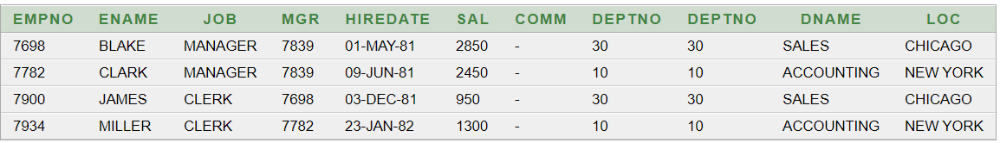 EMPNO ENAME JOB MGR HIREDATE SAL COMM DEPTNO DEPTNO DNAME LOC
7698 BLAKE MANAGER 7839 01-MAY-81 2850 - 30 30 SALES CHICAGO
7782 CLARK MANAGER 7839 09-JUN-81 2450 - 10 10 ACCOUNTING NEW YORK
7900 JAMES CLERK 7698 03-DEC-81 950 - 30 30 SALES CHICAGO
7934 MILLER CLERK 7782 23-JAN-82 1300 - 10 10 ACCOUNTING NEW YORK